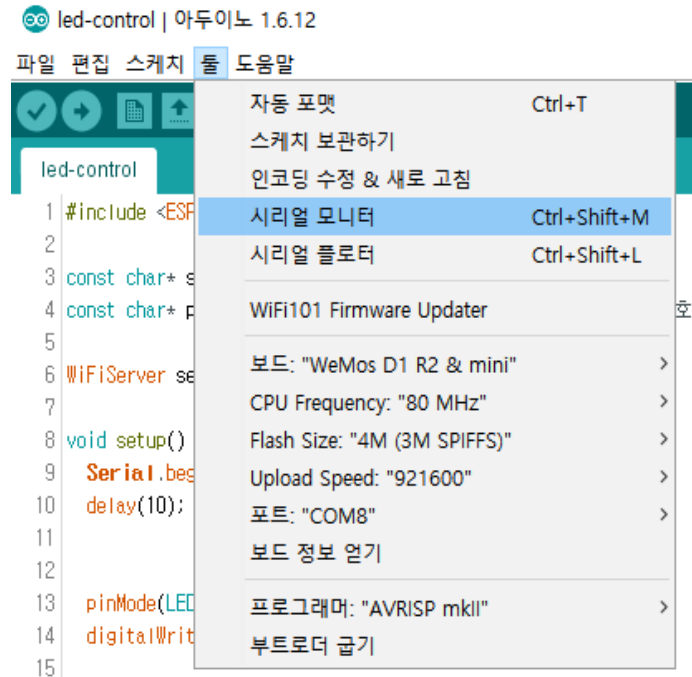 led-control | 아두이노 1.6.12
파일 편집 스케치 툴 도움말
자동 포맷 Ctrl+T
스케치 보관하기
인코딩 수정 & 새로 고침
시리얼 모니터 Ctrl+Shift+M
시리얼 플로터 Ctrl+Shift+L
WiFi101 Firmware Updater
보드: "WeMos D1 R2 & mini"
CPU Frequency: "80 MHz"
Flash Size: "4M (3M SPIFFS)"
Upload Speed: "921600"
포트: "COM8"
보드 정보 얻기
프로그래머: "AVRISP mkII"
부트로더 굽기
led-control
1 #include <ESP
2
3 const char* s
4 const char* p 호
5
6 WiFiServer se
7
8 void setup()
9 Serial.beg
10 delay(10);
11
12
13 pinMode(LED
14 digitalWrit
15